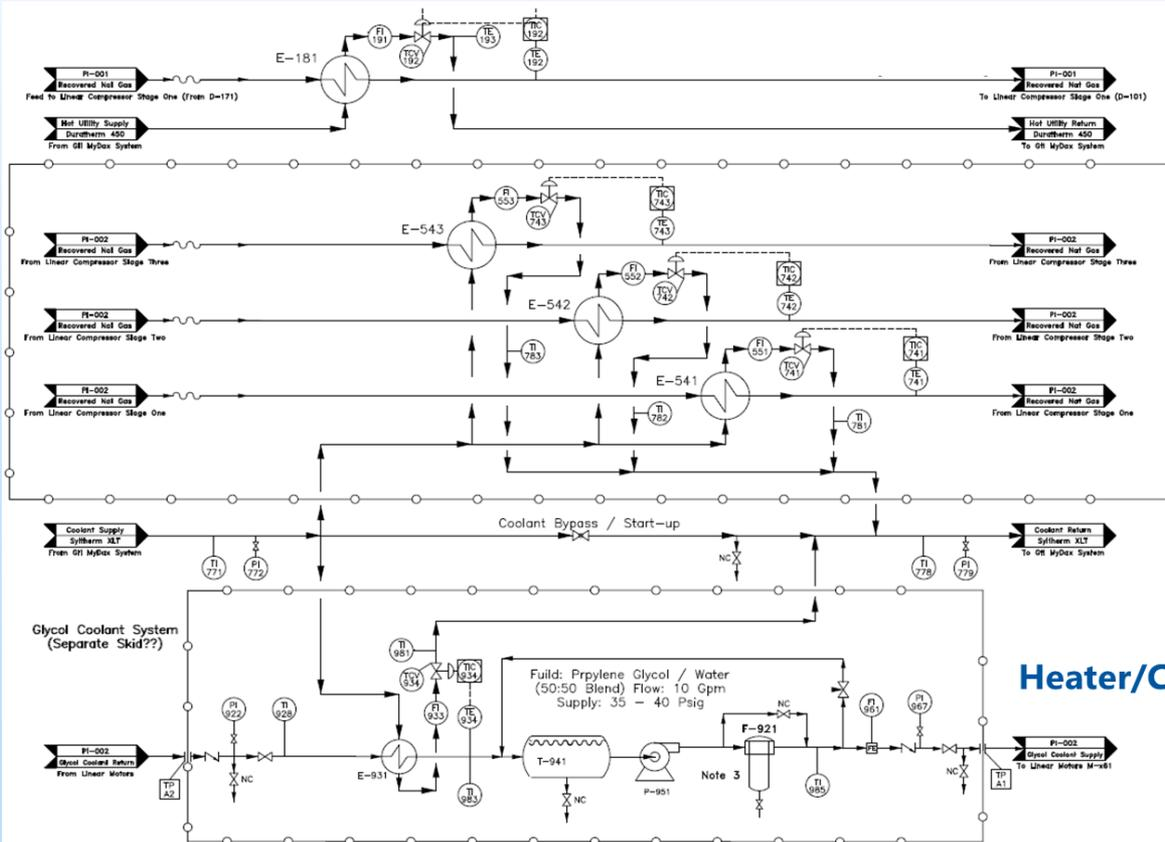 FI
191
TCV
192
TE
193
TIC
192
TE
192
E-181
PI-001
Recovered Nat Gas
Feed to Linear Compressor Stage One (from D-171)
PI-001
Recovered Nat Gas
To Linear Compressor Stage One (D-101)
Hot Utility Supply
Duratherm 450
From GTI MyDax System
Hot Utility Return
Duratherm 450
To GTI MyDax System
FI
553
TCV
743
TIC
743
TE
743
E-543
PI-002
Recovered Nat Gas
From Linear Compressor Stage Three
PI-002
Recovered Nat Gas
From Linear Compressor Stage Three
FI
552
TCV
742
TIC
742
TE
742
E-542
PI-002
Recovered Nat Gas
From Linear Compressor Stage Two
PI-002
Recovered Nat Gas
From Linear Compressor Stage Two
TI
783
FI
551
TCV
741
TIC
741
TE
741
E-541
PI-002
Recovered Nat Gas
From Linear Compressor Stage One
PI-002
Recovered Nat Gas
From Linear Compressor Stage One
TI
782
TI
781
Coolant Supply
Syltherm XLT
From GTI MyDax System
Coolant Bypass / Start-up
Coolant Return
Syltherm XLT
To GTI MyDax System
TI
771
PI
772
NC
TI
778
PI
779
Glycol Coolant System
(Separate Skid??)
TI
981
TCV
934
TIC
934
Fuild: Prpylene Glycol / Water
(50:50 Blend) Flow: 10 Gpm
Supply: 35 - 40 Psig
Heater/C
PI
922
TI
928
FI
933
TE
934
NC
FI
961
PI
967
F-921
PI-002
Glycol Coolant Return
From Linear Motors
TP
A2
NC
E-931
TI
983
T-941
NC
P-951
Note 3
TI
985
FE
NC
TP
A1
PI-002
Glycol Coolant Supply
To Linear Motors M-x61